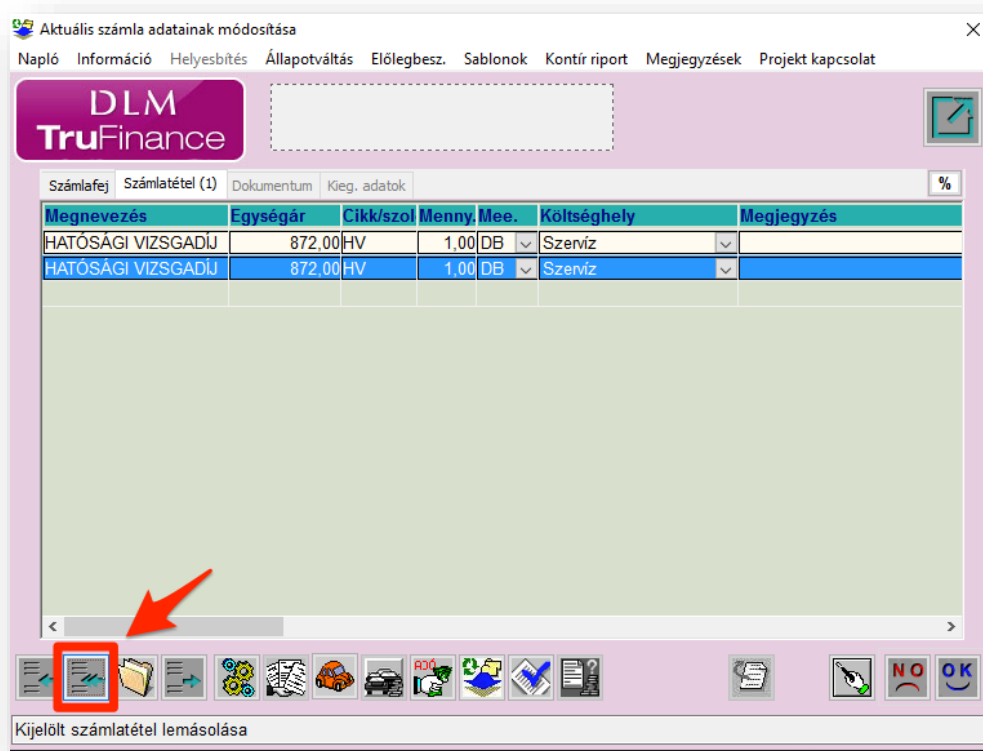 Aktuális számla adatainak módosítása
Napló Információ Helyesbítés Állapotváltás Előlegbesz. Sablonok Kontír riport Megjegyzések Projekt kapcsolat
DLM
TruFinance
Számlafej Számlatétel (1) Dokumentum Kieg. adatok %
Megnevezés Egységár Cikk/szol Menny. Mee. Költséghely Megjegyzés
HATÓSÁGI VIZSGADÍJ 872,00 HV 1,00 DB Szervíz
HATÓSÁGI VIZSGADÍJ 872,00 HV 1,00 DB Szervíz
NO OK
Kijelölt számlatétel lemásolása